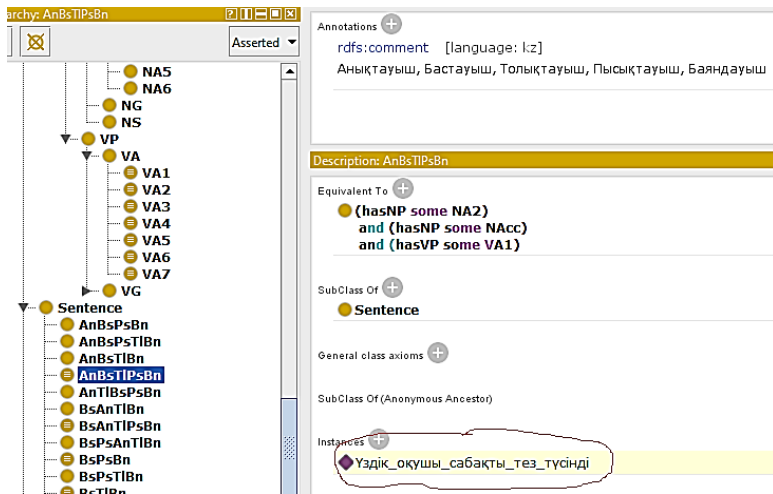 archy: AnBsTlPsBn
Asserted
NA5
NA6
NG
NS
VP
VA
VA1
VA2
VA3
VA4
VA5
VA6
VA7
VG
Sentence
AnBsPsBn
AnBsPsTlBn
AnBsTlBn
AnBsTlPsBn
AnTlBsPsBn
BsAnTlBn
BsAnTlPsBn
BsPsAnTlBn
BsPsBn
BsPsTlBn
BsTlBn
Annotations
rdfs:comment [language: kz]
Анықтауыш, Бастауыш, Толықтауыш, Пысықтауыш, Баяндауыш
Description: AnBsTlPsBn
Equivalent To
(hasNP some NA2)
and (hasNP some NAcc)
and (hasVP some VA1)
SubClass Of
Sentence
General class axioms
SubClass Of (Anonymous Ancestor)
Instances
Үздік_оқушы_сабақты_тез_түсінді